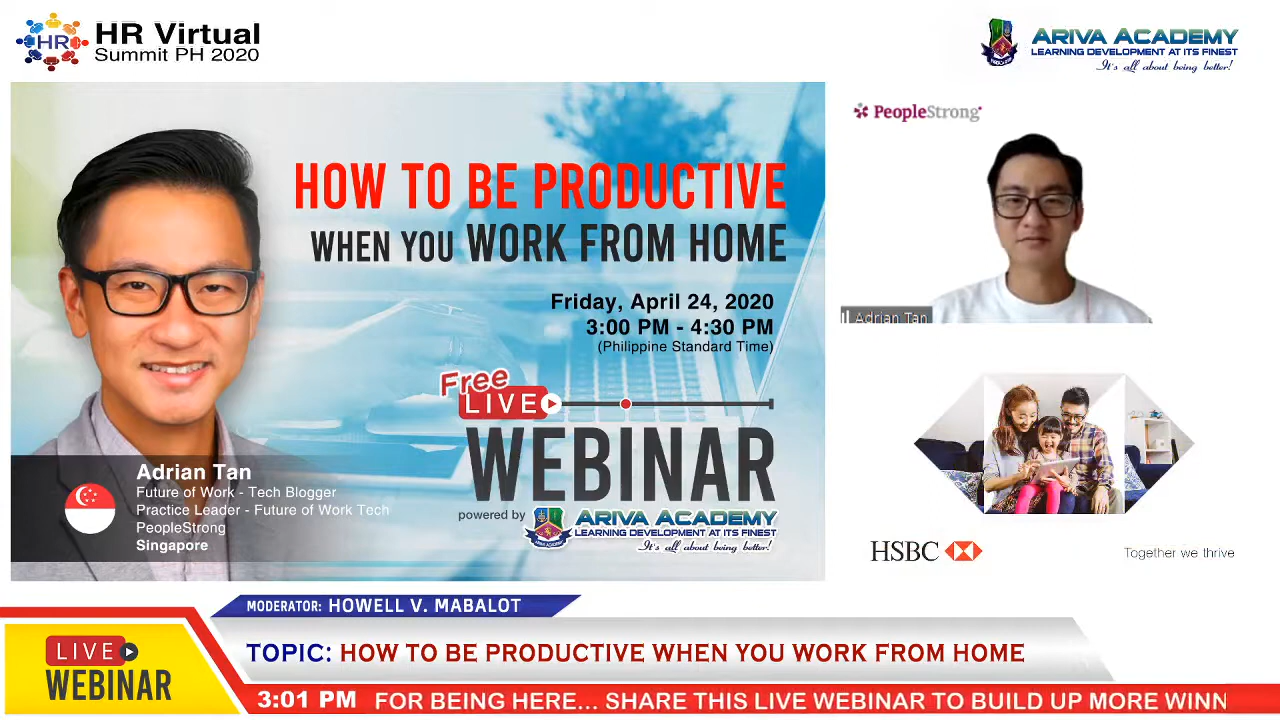 HR
HR Virtual
Summit PH 2020
ARIVA ACADEMY
LEARNING DEVELOPMENT AT ITS FINEST
It's all about being better!
HOW TO BE PRODUCTIVE
WHEN YOU WORK FROM HOME
Friday, April 24, 2020
3:00 PM - 4:30 PM
(Philippine Standard Time)
Free
LIVE
WEBINAR
powered by
ARIVA ACADEMY
LEARNING DEVELOPMENT AT ITS FINEST
It's all about being better!
Adrian Tan
Future of Work - Tech Blogger
Practice Leader - Future of Work Tech
PeopleStrong
Singapore
PeopleStrong
Adrian Tan
HSBC
Together we thrive
MODERATOR: HOWELL V. MABALOT
TOPIC: HOW TO BE PRODUCTIVE WHEN YOU WORK FROM HOME
LIVE
WEBINAR
3:01 PM FOR BEING HERE... SHARE THIS LIVE WEBINAR TO BUILD UP MORE WINN